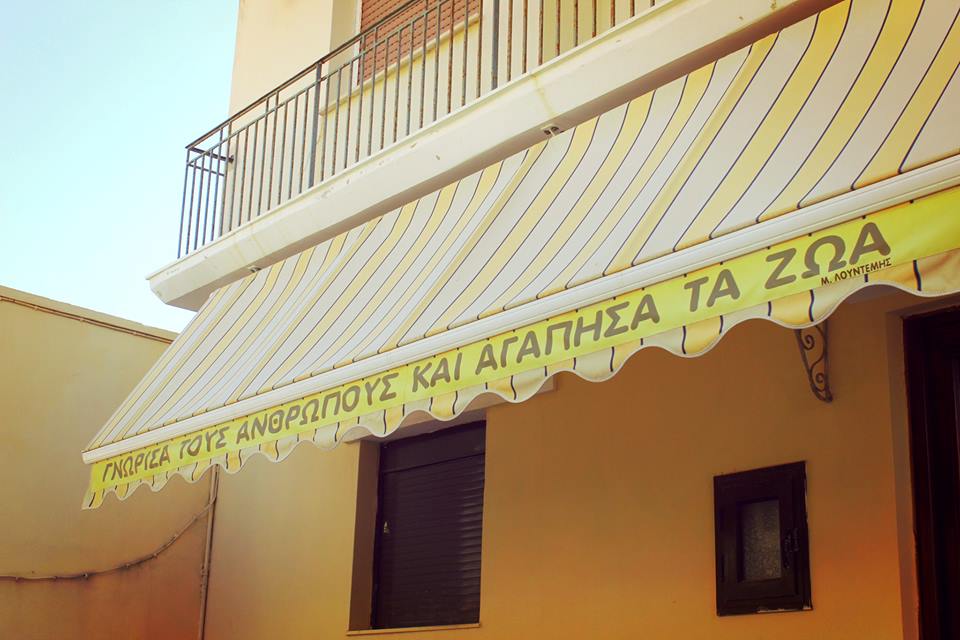 ΓΝΩΡΙΣΑ ΤΟΥΣ ΑΝΘΡΩΠΟΥΣ ΚΑΙ ΑΓΑΠΗΣΑ ΤΑ ΖΩΑ
Μ. ΛΟΥΝΤΕΜΗΣ